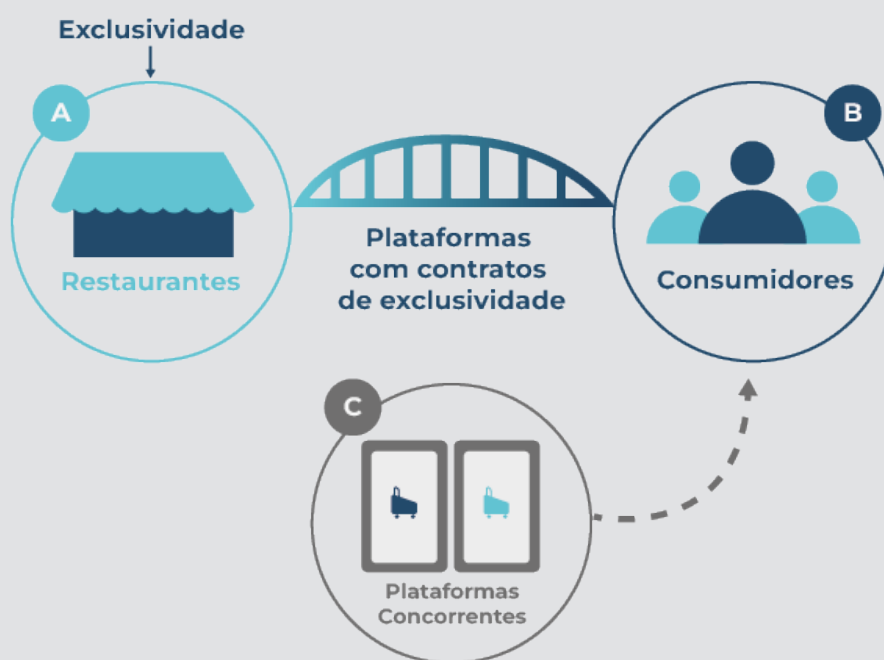 Exclusividade
A
B
Restaurantes
Plataformas
com contratos
de exclusividade
Consumidores
C
Plataformas
Concorrentes